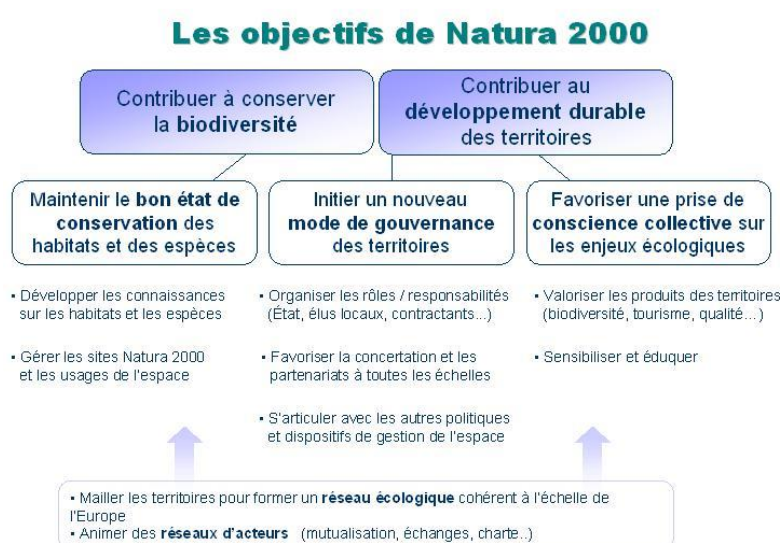 Les objectifs de Natura 2000
Contribuer à conserver
la biodiversité
Contribuer au
développement durable
des territoires
Maintenir le bon état de
conservation des
habitats et des espèces
Initier un nouveau
mode de gouvernance
des territoires
Favoriser une prise de
conscience collective sur
les enjeux écologiques
• Développer les connaissances
sur les habitats et les espèces
• Gérer les sites Natura 2000
et les usages de l'espace
• Organiser les rôles / responsabilités
(État, élus locaux, contractants...)
• Favoriser la concertation et les
partenariats à toutes les échelles
• S'articuler avec les autres politiques
et dispositifs de gestion de l'espace
• Valoriser les produits des territoires
(biodiversité, tourisme, qualité...)
• Sensibiliser et éduquer
• Mailler les territoires pour former un réseau écologique cohérent à l'échelle de
l'Europe
• Animer des réseaux d'acteurs (mutualisation, échanges, charte..)